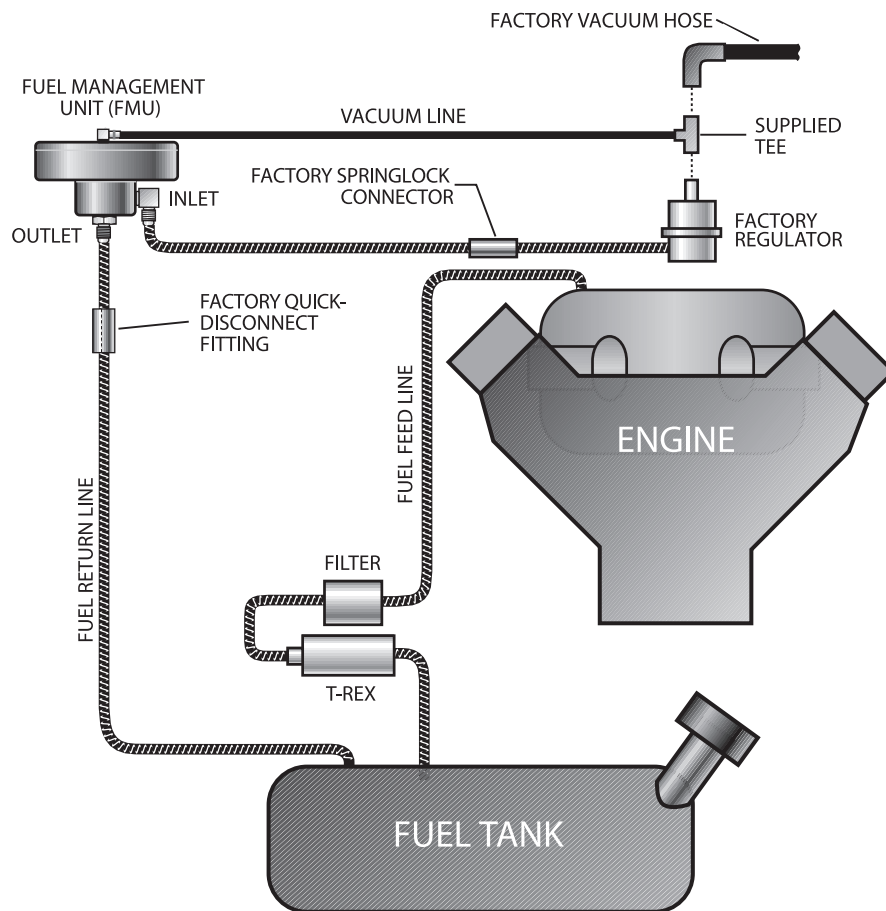 FACTORY VACUUM HOSE
FUEL MANAGEMENT
UNIT (FMU)
VACUUM LINE
SUPPLIED
TEE
FACTORY SPRINGLOCK
CONNECTOR
INLET
OUTLET
FACTORY
REGULATOR
FACTORY QUICK-
DISCONNECT
FITTING
ENGINE
FUEL FEED LINE
FUEL RETURN LINE
FILTER
T-REX
FUEL TANK